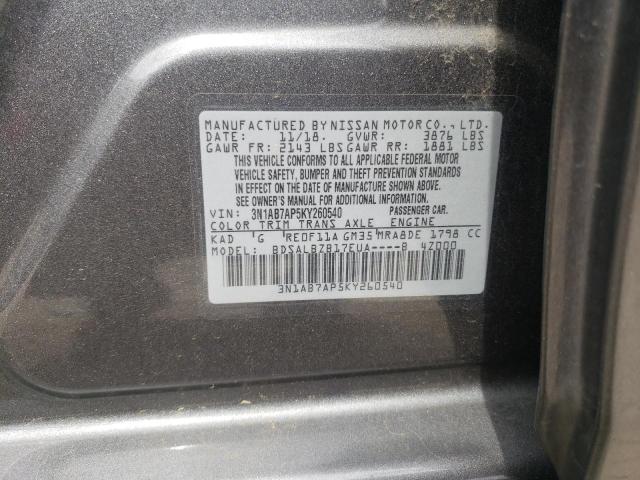 MANUFACTURED BY NISSAN MOTOR CO., LTD.
DATE: 11/18. GVWR: 3876 LBS
GAWR FR: 2143 LBS GAWR RR: 1881 LBS
THIS VEHICLE CONFORMS TO ALL APPLICABLE FEDERAL MOTOR
VEHICLE SAFETY, BUMPER AND THEFT PREVENTION STANDARDS
IN EFFECT ON THE DATE OF MANUFACTURE SHOWN ABOVE.
SEE OWNER'S MANUAL OR DEALER FOR ADDITIONAL INFORMATION.
VIN: 3N1AB7AP5KY260540 PASSENGER CAR.
COLOR TRIM TRANS AXLE ENGINE
KAD G RE0F11A GM35 MRA8DE 1798 CC
MODEL: BDSALBZB17EUA----B 4Z000
3N1AB7AP5KY260540